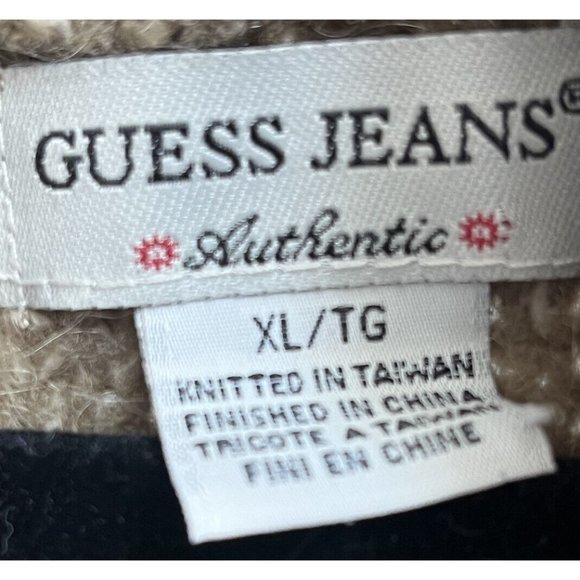 GUESS JEANS®
Authentic
XL/TG
KNITTED IN TAIWAN
FINISHED IN CHINA
TRICOTE A TAIWAN
FINI EN CHINE